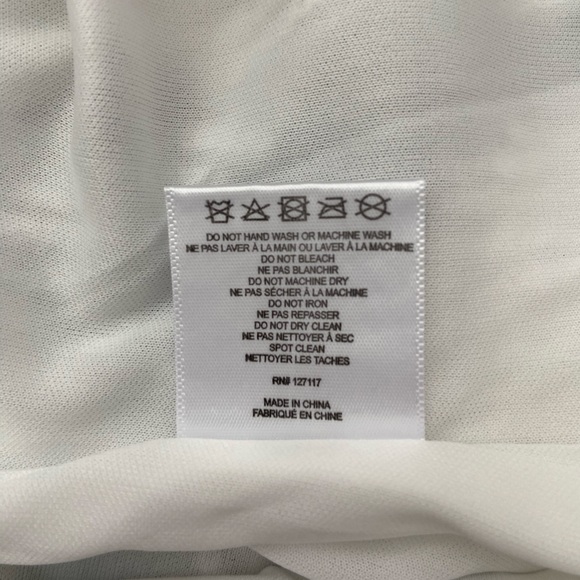 DO NOT HAND WASH OR MACHINE WASH
NE PAS LAVER À LA MAIN OU LAVER À LA MACHINE
DO NOT BLEACH
NE PAS BLANCHIR
DO NOT MACHINE DRY
NE PAS SÉCHER À LA MACHINE
DO NOT IRON
NE PAS REPASSER
DO NOT DRY CLEAN
NE PAS NETTOYER À SEC
SPOT CLEAN
NETTOYER LES TACHES
RN# 127117
MADE IN CHINA
FABRIQUÉ EN CHINE